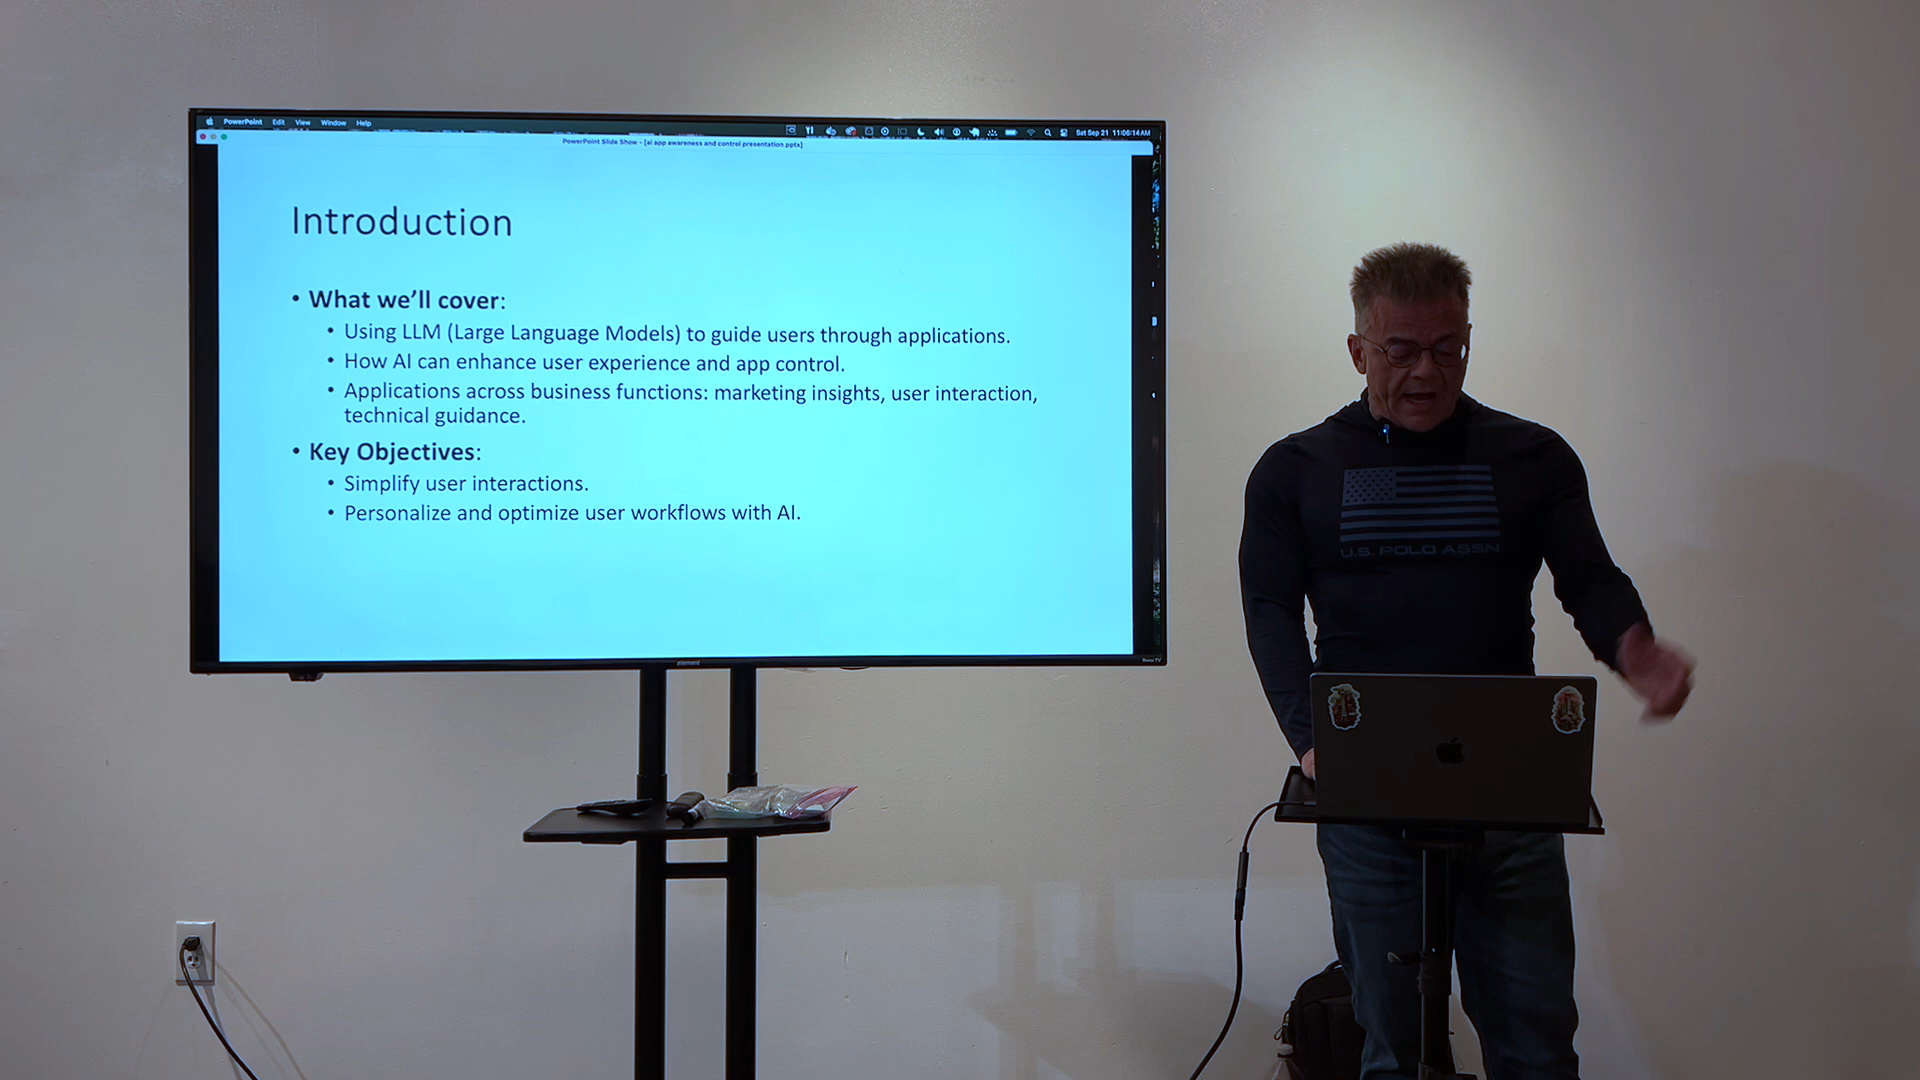 PowerPoint Edit View Window Help
Sat Sep 21 11:06:14 AM
PowerPoint Slide Show - [ai app awareness and control presentation.pptx]
Introduction
• What we'll cover:
• Using LLM (Large Language Models) to guide users through applications.
• How AI can enhance user experience and app control.
• Applications across business functions: marketing insights, user interaction,
technical guidance.
• Key Objectives:
• Simplify user interactions.
• Personalize and optimize user workflows with AI.
element
Roku TV
U.S. POLO ASSN